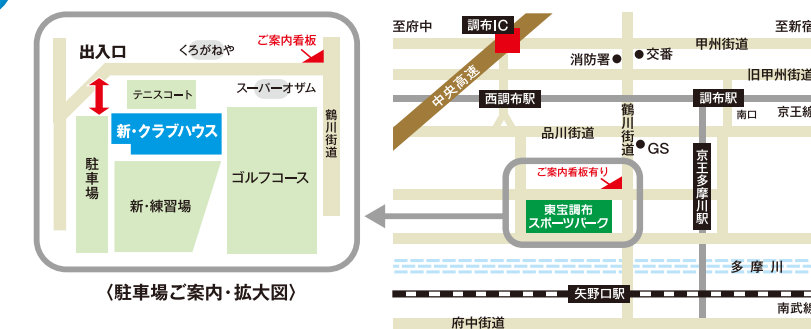 出入口
くろがねや
ご案内看板
テニスコート
スーパーオザム
新・クラブハウス
鶴川街道
駐車場
新・練習場
ゴルフコース
〈駐車場ご案内・拡大図〉
至府中
調布IC
至新宿
甲州街道
消防署
交番
旧甲州街道
中央高速
西調布駅
調布駅
南口
京王線
鶴川街道
品川街道
GS
京王多摩川駅
ご案内看板有り
東宝調布
スポーツパーク
多摩川
矢野口駅
南武線
府中街道